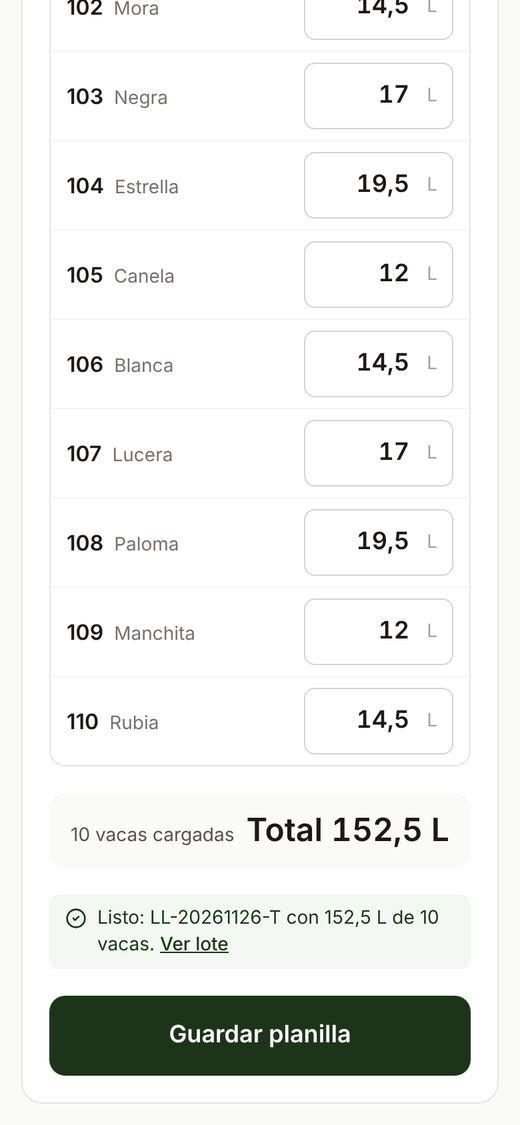 102 Mora 14,5 L
103 Negra 17 L
104 Estrella 19,5 L
105 Canela 12 L
106 Blanca 14,5 L
107 Lucera 17 L
108 Paloma 19,5 L
109 Manchita 12 L
110 Rubia 14,5 L
10 vacas cargadas Total 152,5 L
Listo: LL-20261126-T con 152,5 L de 10
vacas. Ver lote
Guardar planilla